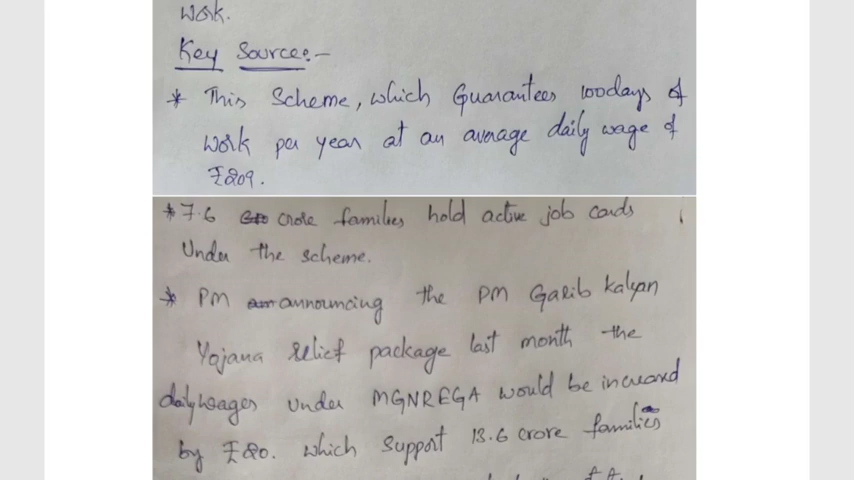 work.
Key Source:-
* This Scheme, which Guarantees 100days of
work per year at an average daily wage of
₹209.
* 7.6 crore families hold active job cards
Under the scheme.
* PM announcing the PM Garib Kalyan
Yojana relief package last month the
dailywages under MGNREGA would be increased
by ₹20. which support 13.6 crore families